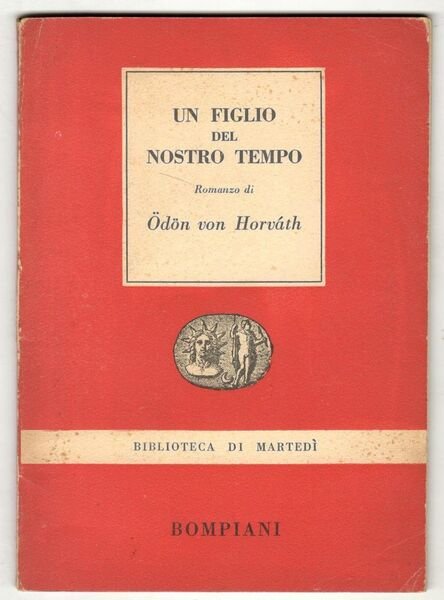 UN FIGLIO
DEL
NOSTRO TEMPO
Romanzo di
Ödön von Horváth
BIBLIOTECA DI MARTEDÌ
BOMPIANI